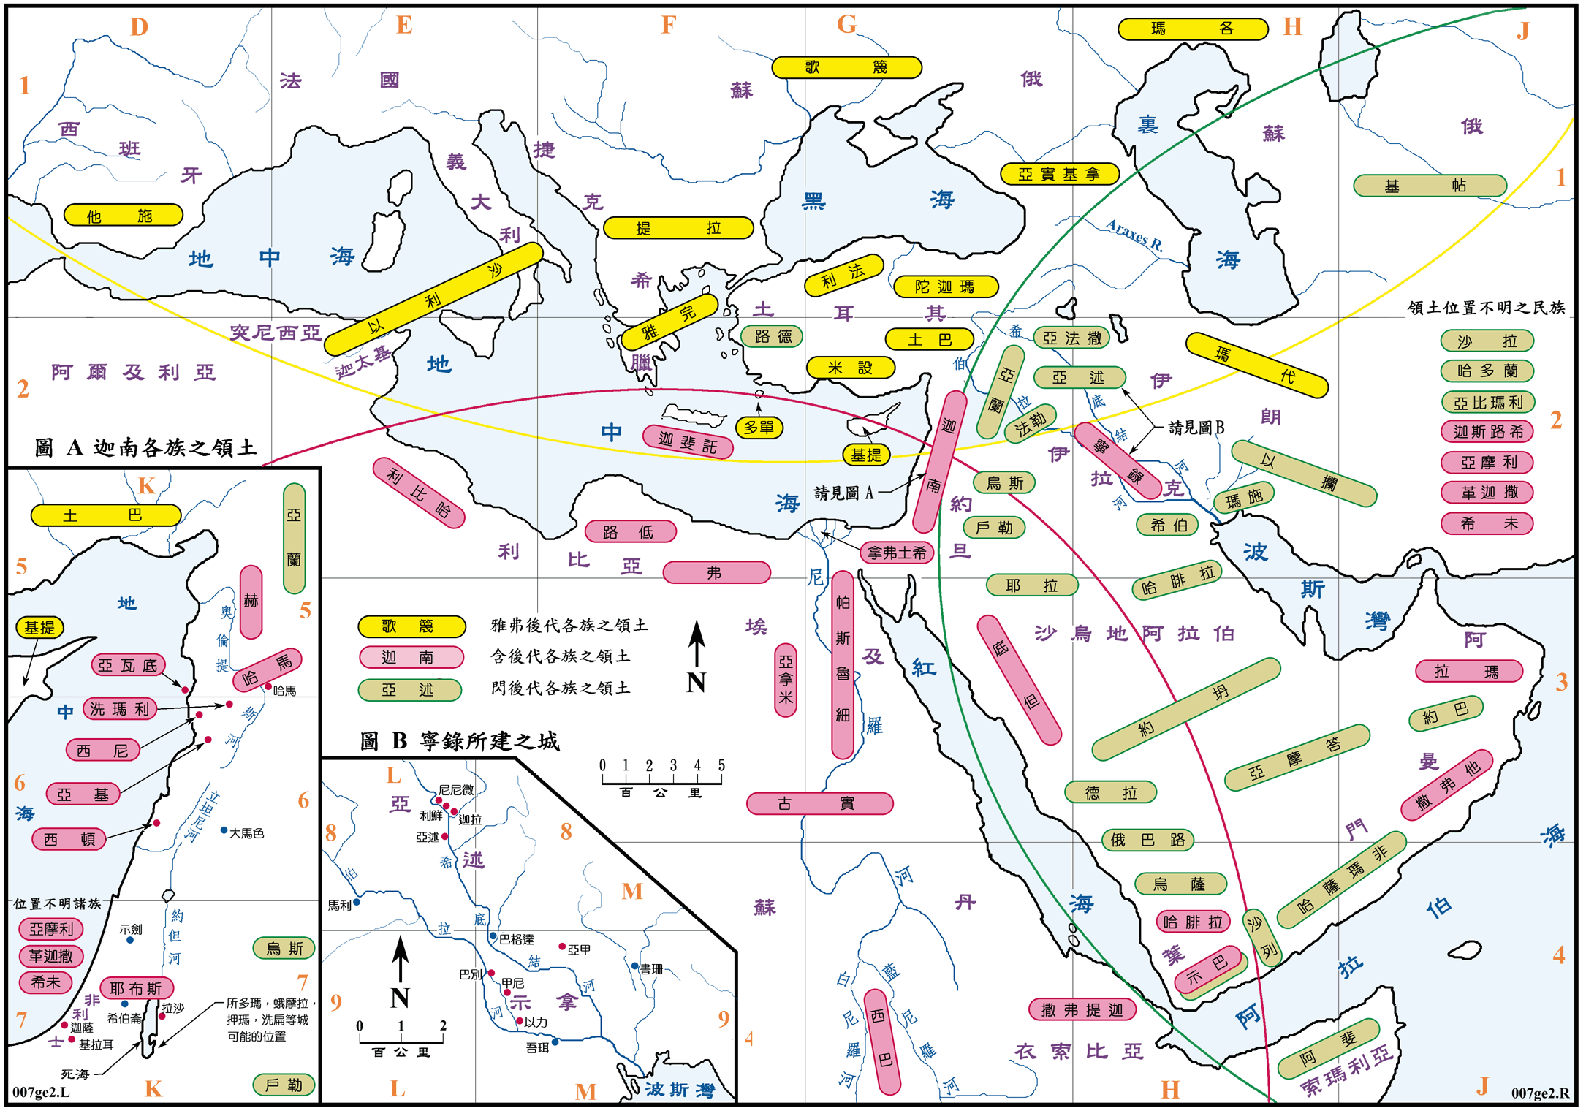 D
E
F
G
H
J
1
法 國
蘇
俄
瑪 各
歌 篾
裏
海
蘇
俄
西
班
牙
義
大
利
捷
克
亞實基拿
基 帖
1
他 施
地 中 海
提 拉
黑 海
Araxes R.
沙
利
以
希
臘
雅 完
利 法
陀迦瑪
土 耳 其
路德
土 巴
米 設
突尼西亞
迦太基
2
阿爾及利亞
地
中
海
多單
基提
迦斐託
希
底
結
河
伯
拉
河
亞法撒
亞 述
亞
蘭
法勒
伊 朗
瑪
代
請見圖B
領土位置不明之民族
沙 拉
哈多蘭
亞比瑪利
迦斯路希
亞摩利
革迦撒
希 未
2
迦
南
請見圖A
寧
錄
伊
拉
克
以
攔
瑪施
希伯
烏斯
戶勒
約
旦
利比哈
路 低
利 比 亞
弗
拿弗土希
尼
羅
河
波
斯
灣
耶 拉
哈腓拉
沙烏地阿拉伯
埃
及
帕
斯
魯
細
亞
拿
米
紅
海
底
但
約 坍
亞 摩 答
阿
曼
拉 瑪
約 巴
撒弗他
3
歌 篾 雅弗後代各族之領土
迦 南 含後代各族之領土
亞 述 閃後代各族之領土
N
0 1 2 3 4 5
百 公 里
古 實
德 拉
俄巴路
烏 薩
哈腓拉
示巴
沙
列
哈薩瑪非
門
葉
蘇
丹
白
尼
羅
河
藍
尼
羅
河
西
巴
撒弗提迦
衣索比亞
阿
拉
伯
海
阿 斐
索瑪利亞
4
4
H
J
007ge2.R
圖 A 迦南各族之領土
K
土 巴
亞
蘭
5
5
地
中
海
基提
奧
倫
提
河
赫
哈 馬
哈馬
亞瓦底
洗瑪利
西 尼
亞 基
西 頓
6
6
立
坦
尼
河
大馬色
位置不明諸族
亞摩利
革迦撒
希未
示劍
約
但
河
烏斯
7
7
耶布斯
希伯崙
拉沙
非
利
士
迦薩
基拉耳
死海
所多瑪,蛾摩拉,
押瑪,洗扁等城
可能的位置
戶勒
K
007ge2.L
圖 B 寧錄所建之城
L
亞
述
尼尼微
利鮮
迦拉
亞述
8
8
希
底
結
河
伯
拉
河
馬利
M
巴格達
亞甲
書珊
巴別
甲尼
示 拿
以力
吾珥
9
9
N
0 1 2
百 公 里
L
M
波斯灣